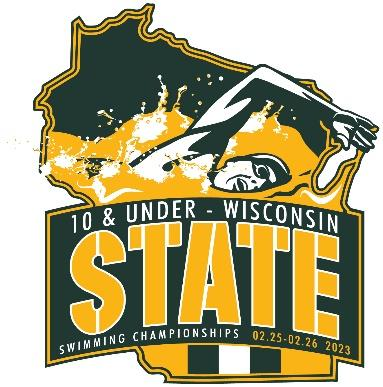 10 & UNDER - WISCONSIN
STATE
SWIMMING CHAMPIONSHIPS 02.25-02.26 2023